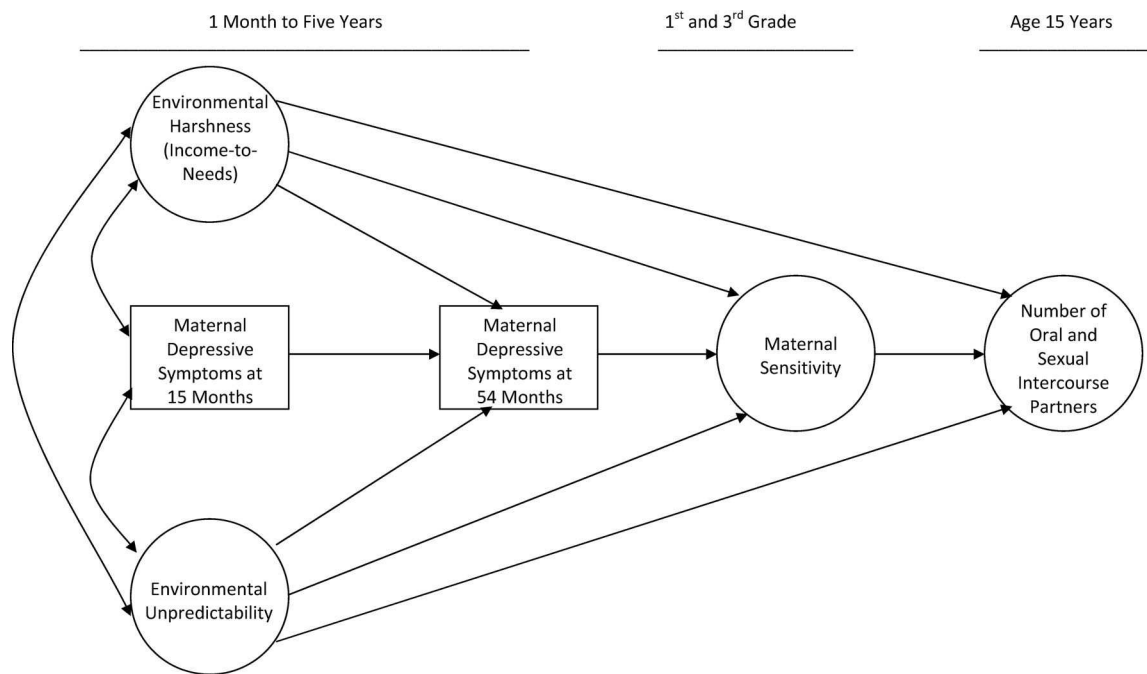 1 Month to Five Years
1st and 3rd Grade
Age 15 Years
Environmental
Harshness
(Income-to-
Needs)
Maternal
Depressive
Symptoms at
15 Months
Maternal
Depressive
Symptoms at
54 Months
Maternal
Sensitivity
Number of
Oral and
Sexual
Intercourse
Partners
Environmental
Unpredictability